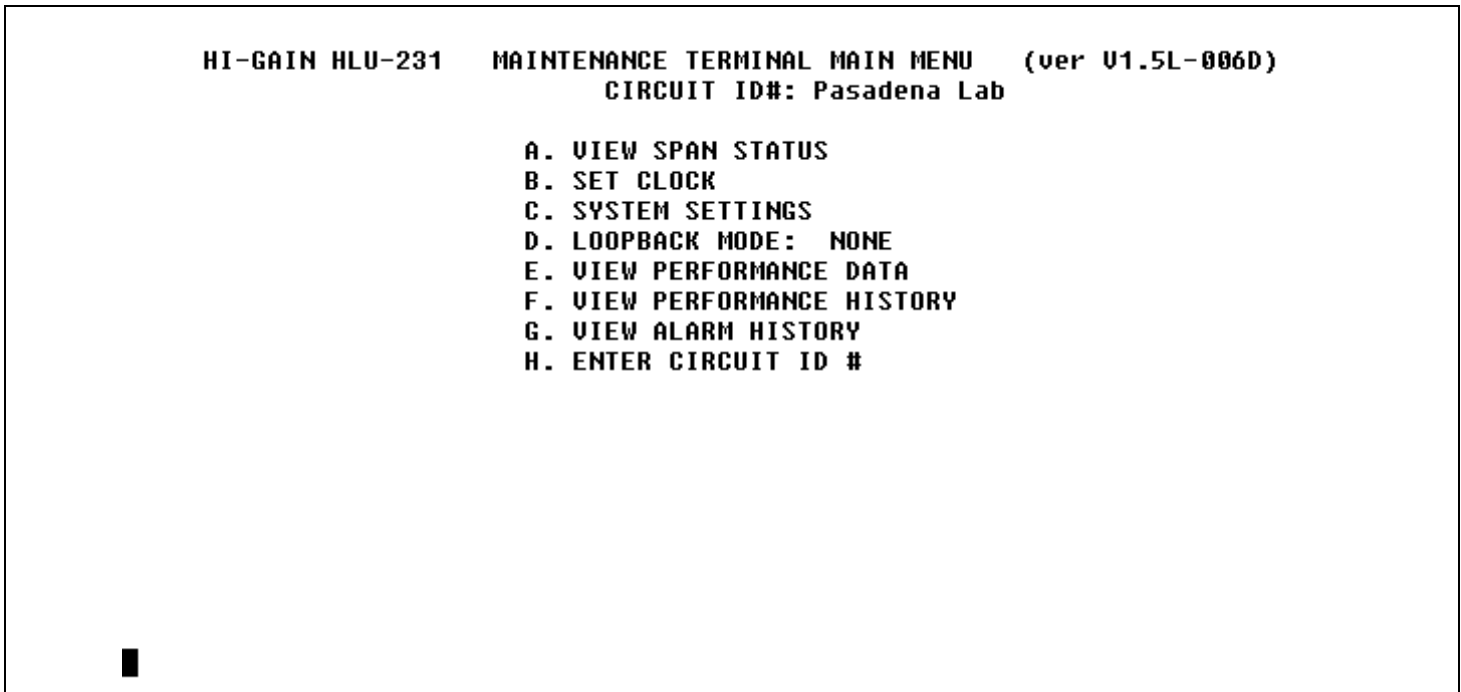 HI-GAIN HLU-231 MAINTENANCE TERMINAL MAIN MENU (ver V1.5L-006D)
CIRCUIT ID#: Pasadena Lab
A. VIEW SPAN STATUS
B. SET CLOCK
C. SYSTEM SETTINGS
D. LOOPBACK MODE: NONE
E. VIEW PERFORMANCE DATA
F. VIEW PERFORMANCE HISTORY
G. VIEW ALARM HISTORY
H. ENTER CIRCUIT ID #